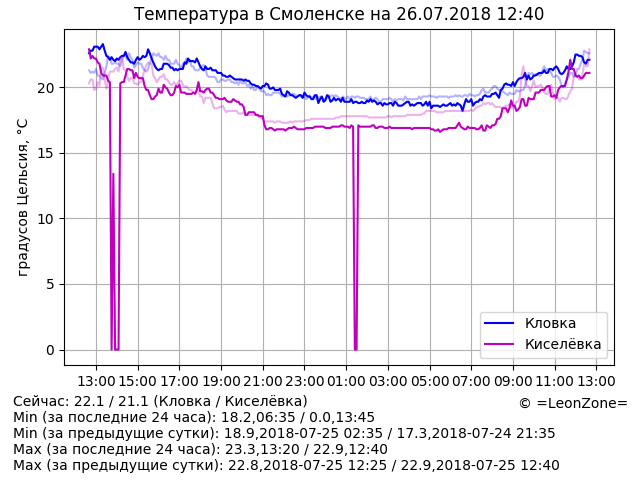 Температура в Смоленске на 26.07.2018 12:40
градусов Цельсия, °C
20
15
10
5
0
13:00 15:00 17:00 19:00 21:00 23:00 01:00 03:00 05:00 07:00 09:00 11:00 13:00
Кловка
Киселёвка
© =LeonZone=
Сейчас: 22.1 / 21.1 (Кловка / Киселёвка)
Min (за последние 24 часа): 18.2,06:35 / 0.0,13:45
Min (за предыдущие сутки): 18.9,2018-07-25 02:35 / 17.3,2018-07-24 21:35
Max (за последние 24 часа): 23.3,13:20 / 22.9,12:40
Max (за предыдущие сутки): 22.8,2018-07-25 12:25 / 22.9,2018-07-25 12:40